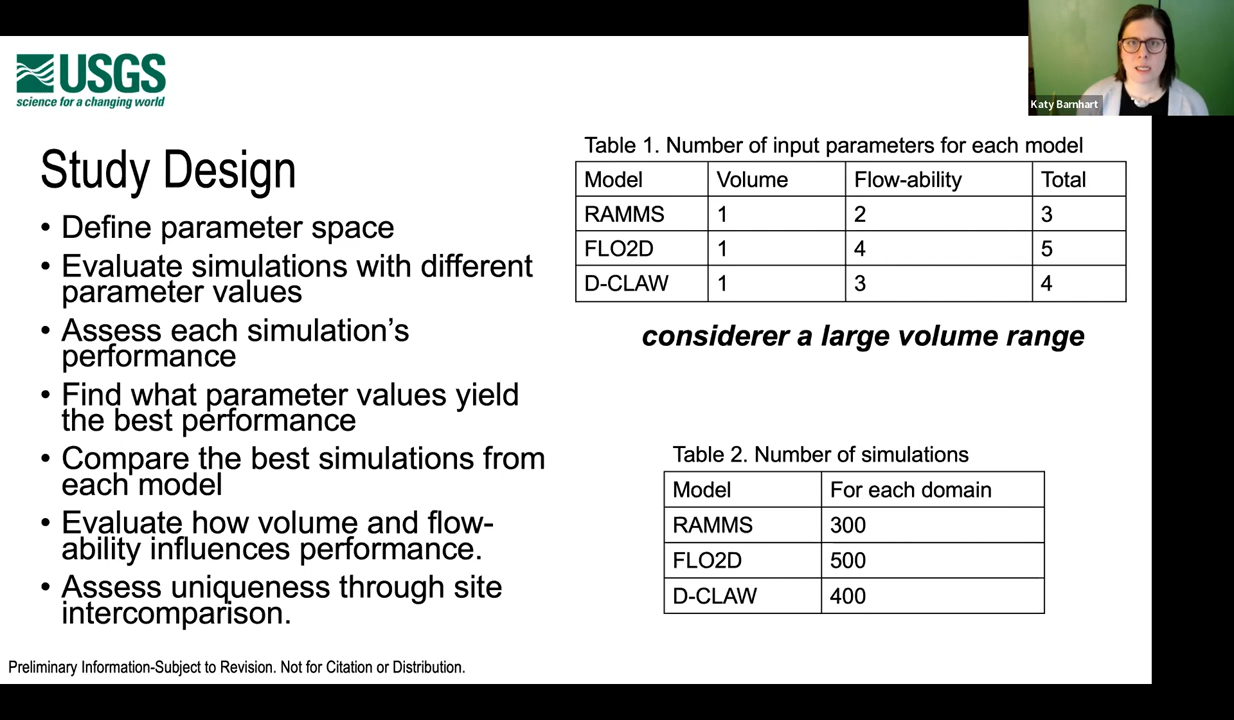 USGS
science for a changing world
Katy Barnhart
Study Design
• Define parameter space
• Evaluate simulations with different
parameter values
• Assess each simulation's
performance
• Find what parameter values yield
the best performance
• Compare the best simulations from
each model
• Evaluate how volume and flow-
ability influences performance.
• Assess uniqueness through site
intercomparison.
Table 1. Number of input parameters for each model
Model Volume Flow-ability Total
RAMMS 1 2 3
FLO2D 1 4 5
D-CLAW 1 3 4
considerer a large volume range
Table 2. Number of simulations
Model For each domain
RAMMS 300
FLO2D 500
D-CLAW 400
Preliminary Information-Subject to Revision. Not for Citation or Distribution.